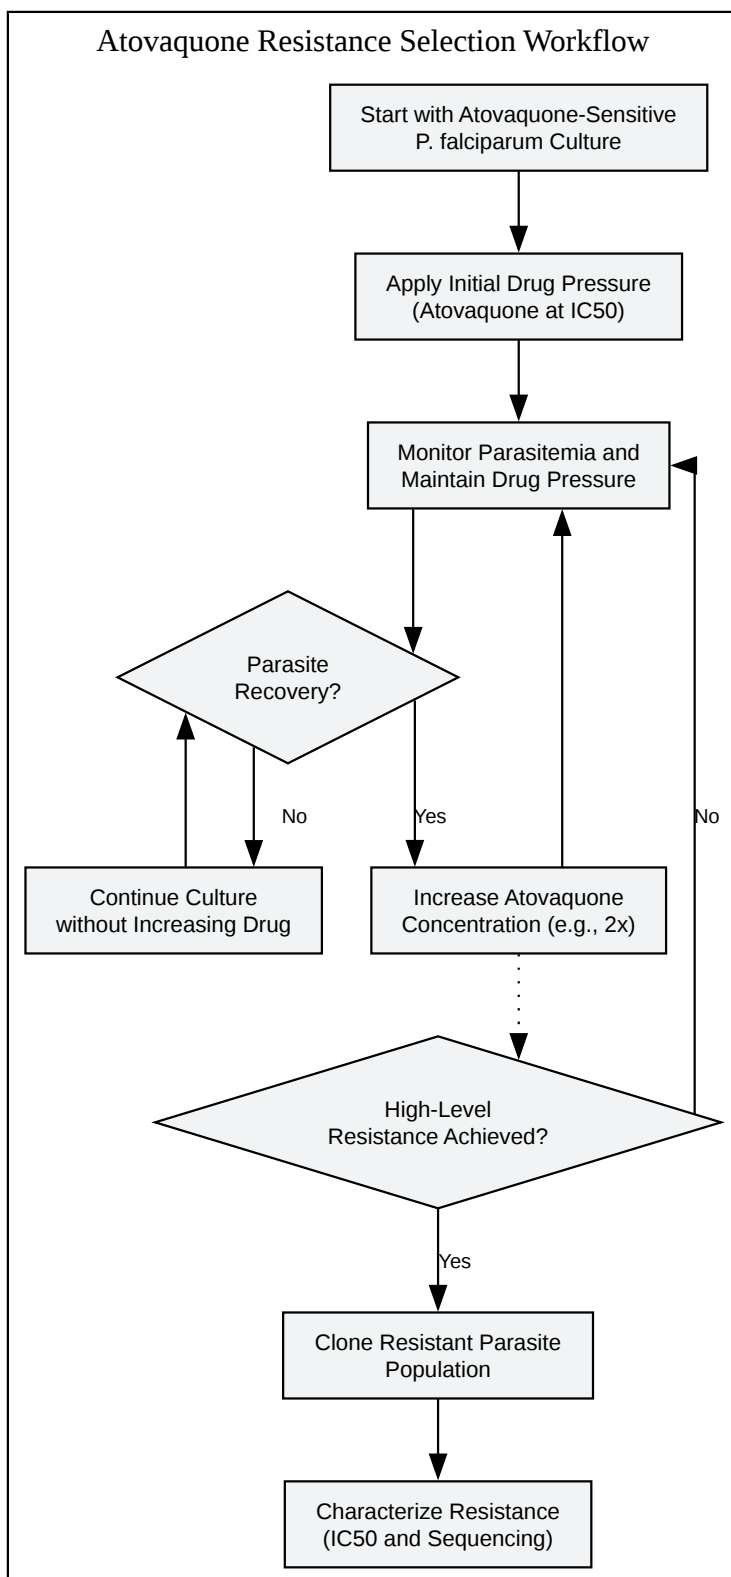 Atovaquone Resistance Selection Workflow
Start with Atovaquone-Sensitive
P. falciparum Culture
Apply Initial Drug Pressure
(Atovaquone at IC50)
Monitor Parasitemia and
Maintain Drug Pressure
Parasite
Recovery?
No
Yes
No
Continue Culture
without Increasing Drug
Increase Atovaquone
Concentration (e.g., 2x)
High-Level
Resistance Achieved?
Yes
Clone Resistant Parasite
Population
Characterize Resistance
(IC50 and Sequencing)